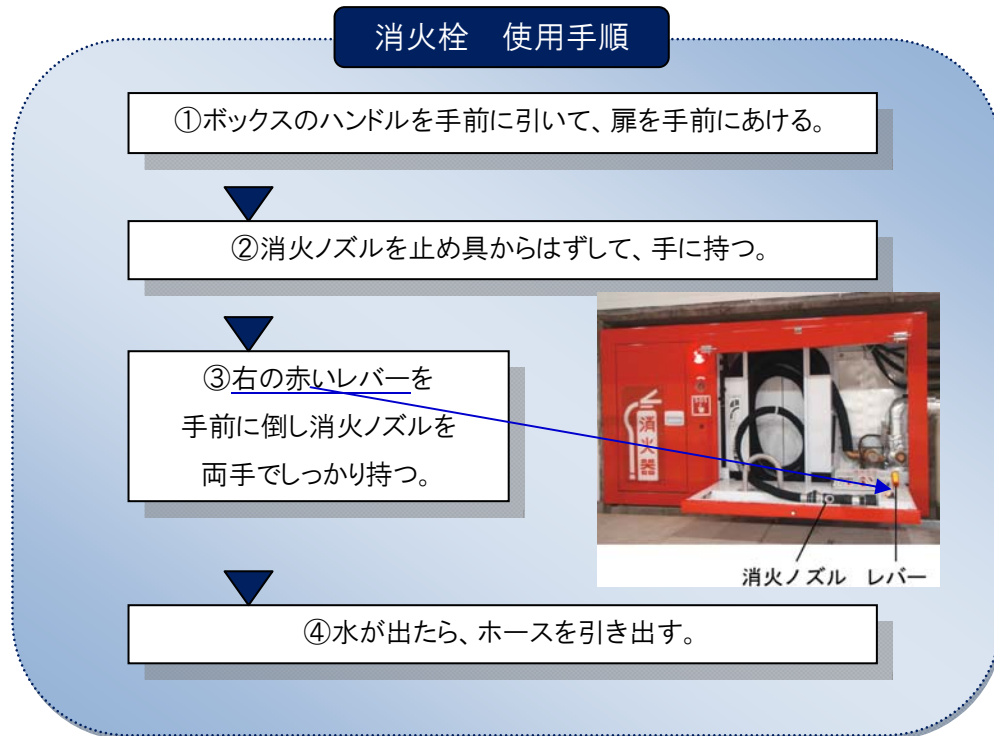 消火栓　使用手順
①ボックスのハンドルを手前に引いて、扉を手前にあける。
②消火ノズルを止め具からはずして、手に持つ。
③右の赤いレバーを
手前に倒し消火ノズルを
両手でしっかり持つ。
消火器
消火ノズル　レバー
④水が出たら、ホースを引き出す。